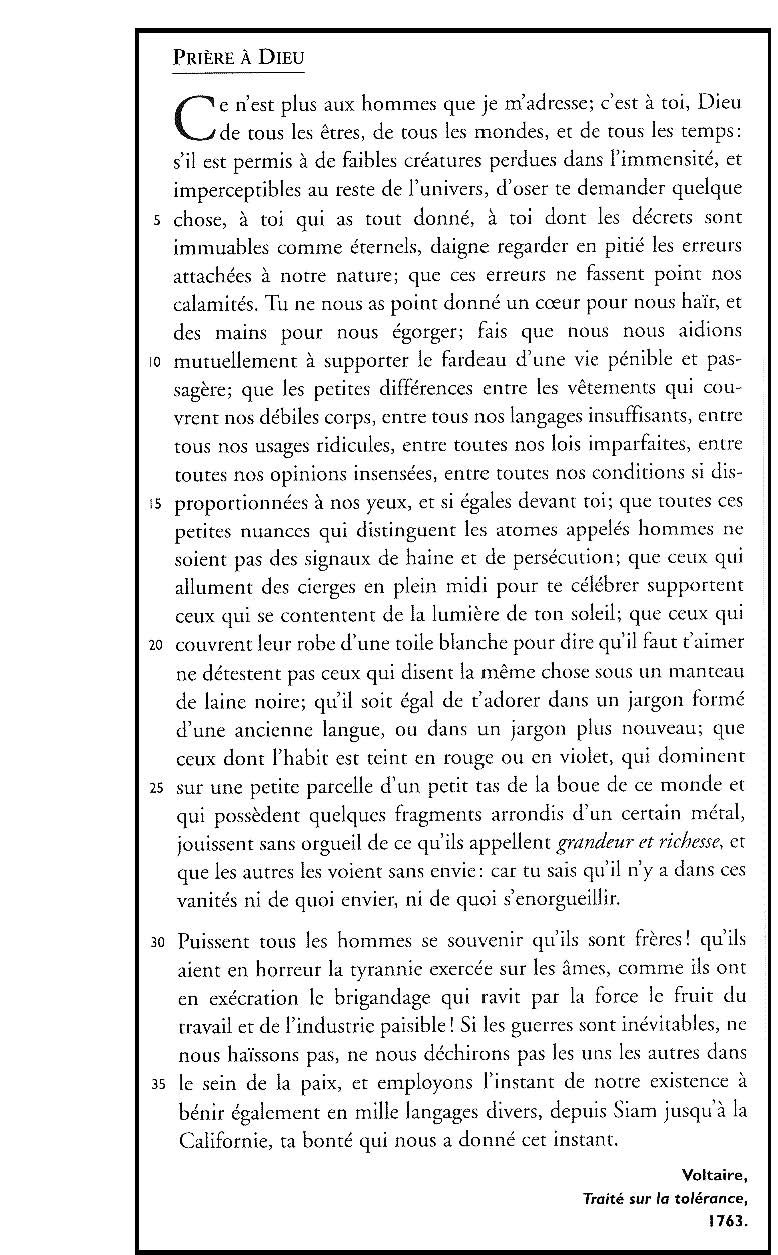 PRIÈRE À DIEU
Ce n'est plus aux hommes que je m'adresse; c'est à toi, Dieu
de tous les êtres, de tous les mondes, et de tous les temps:
s'il est permis à de faibles créatures perdues dans l'immensité, et
imperceptibles au reste de l'univers, d'oser te demander quelque
5 chose, à toi qui as tout donné, à toi dont les décrets sont
immuables comme éternels, daigne regarder en pitié les erreurs
attachées à notre nature; que ces erreurs ne fassent point nos
calamités. Tu ne nous as point donné un cœur pour nous haïr, et
des mains pour nous égorger; fais que nous nous aidions
10 mutuellement à supporter le fardeau d'une vie pénible et pas-
sagère; que les petites différences entre les vêtements qui cou-
vrent nos débiles corps, entre tous nos langages insuffisants, entre
tous nos usages ridicules, entre toutes nos lois imparfaites, entre
toutes nos opinions insensées, entre toutes nos conditions si dis-
15 proportionnées à nos yeux, et si égales devant toi; que toutes ces
petites nuances qui distinguent les atomes appelés hommes ne
soient pas des signaux de haine et de persécution; que ceux qui
allument des cierges en plein midi pour te célébrer supportent
ceux qui se contentent de la lumière de ton soleil; que ceux qui
20 couvrent leur robe d'une toile blanche pour dire qu'il faut t'aimer
ne détestent pas ceux qui disent la même chose sous un manteau
de laine noire; qu'il soit égal de t'adorer dans un jargon formé
d'une ancienne langue, ou dans un jargon plus nouveau; que
ceux dont l'habit est teint en rouge ou en violet, qui dominent
25 sur une petite parcelle d'un petit tas de la boue de ce monde et
qui possèdent quelques fragments arrondis d'un certain métal,
jouissent sans orgueil de ce qu'ils appellent grandeur et richesse, et
que les autres les voient sans envie: car tu sais qu'il n'y a dans ces
vanités ni de quoi envier, ni de quoi s'enorgueillir.
30 Puissent tous les hommes se souvenir qu'ils sont frères! qu'ils
aient en horreur la tyrannie exercée sur les âmes, comme ils ont
en exécration le brigandage qui ravit par la force le fruit du
travail et de l'industrie paisible! Si les guerres sont inévitables, ne
nous haïssons pas, ne nous déchirons pas les uns les autres dans
35 le sein de la paix, et employons l'instant de notre existence à
bénir également en mille langages divers, depuis Siam jusqu'à la
Californie, ta bonté qui nous a donné cet instant.
Voltaire,
Traité sur la tolérance,
1763.